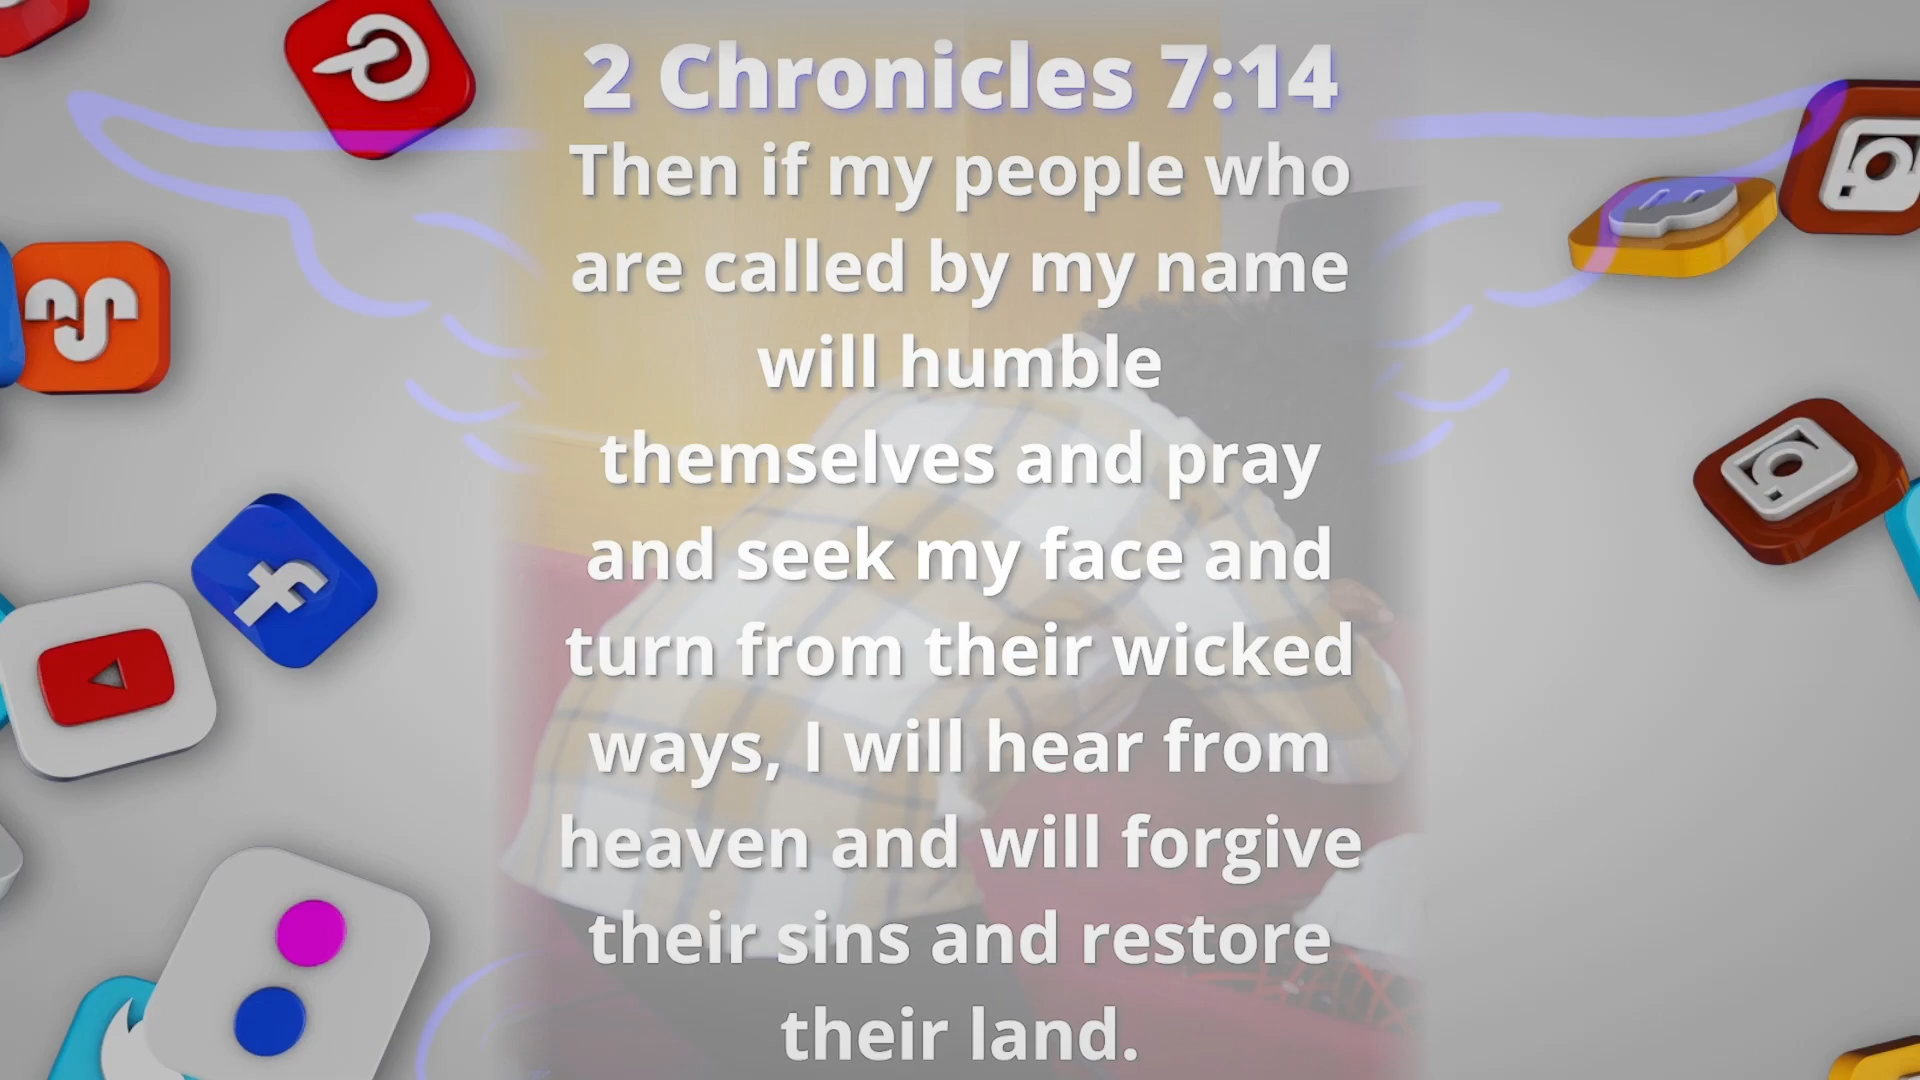 2 Chronicles 7:14
Then if my people who
are called by my name
will humble
themselves and pray
and seek my face and
turn from their wicked
ways, I will hear from
heaven and will forgive
their sins and restore
their land.